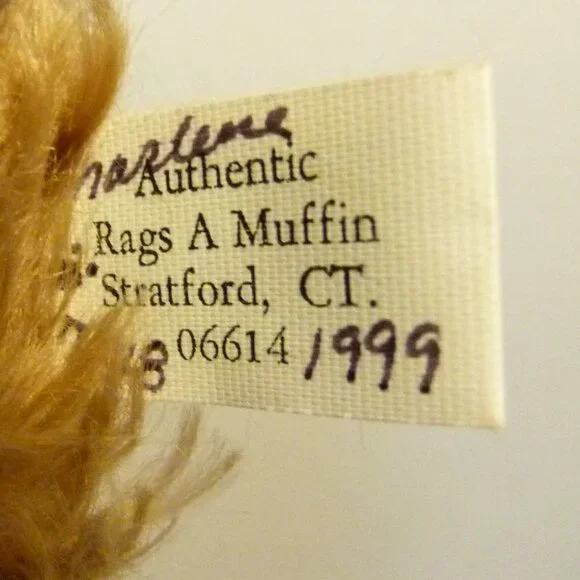 marlene
Authentic
Rags A Muffin
Stratford, CT.
06614 1999